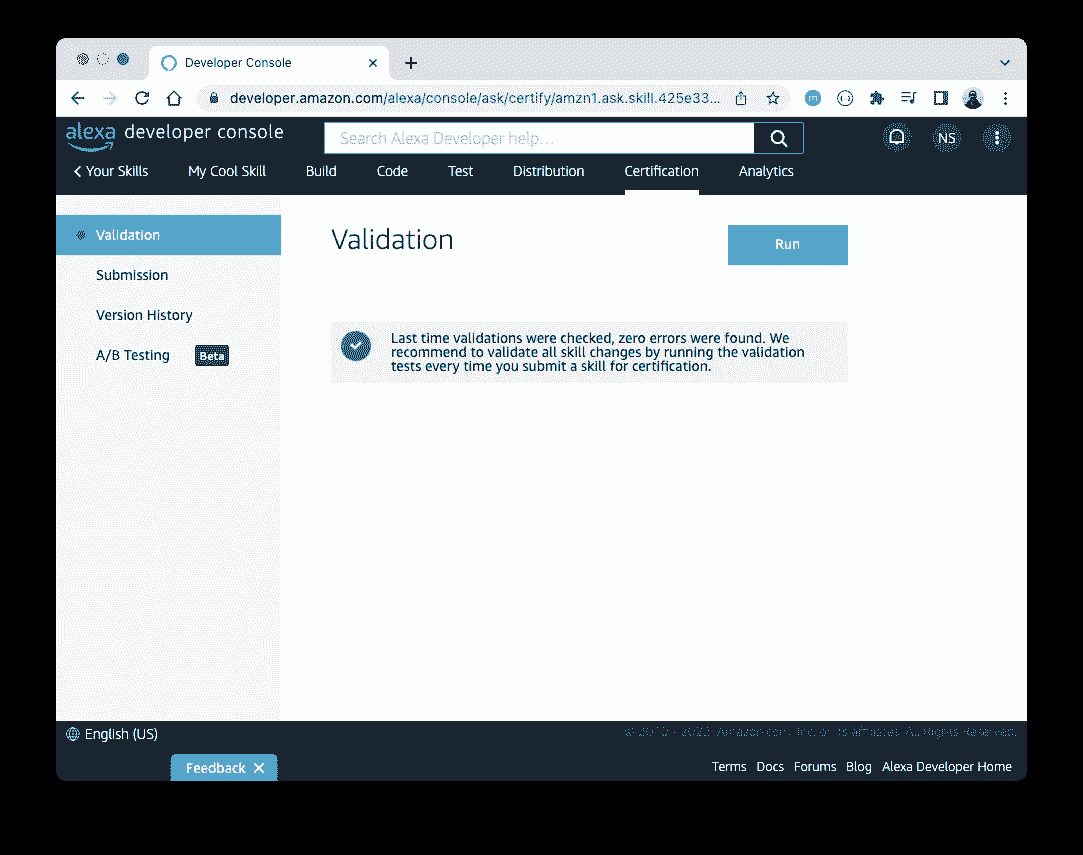 Developer Console
developer.amazon.com/alexa/console/ask/certify/amzn1.ask.skill.425e33...
alexa developer console
Search Alexa Developer help...
NS
Your Skills
My Cool Skill
Build
Code
Test
Distribution
Certification
Analytics
Validation
Submission
Version History
A/B Testing Beta
Validation
Run
Last time validations were checked, zero errors were found. We
recommend to validate all skill changes by running the validation
tests every time you submit a skill for certification.
English (US)
Amazon.com, Inc. or its affiliates. All Rights Reserved.
Feedback
Terms Docs Forums Blog Alexa Developer Home